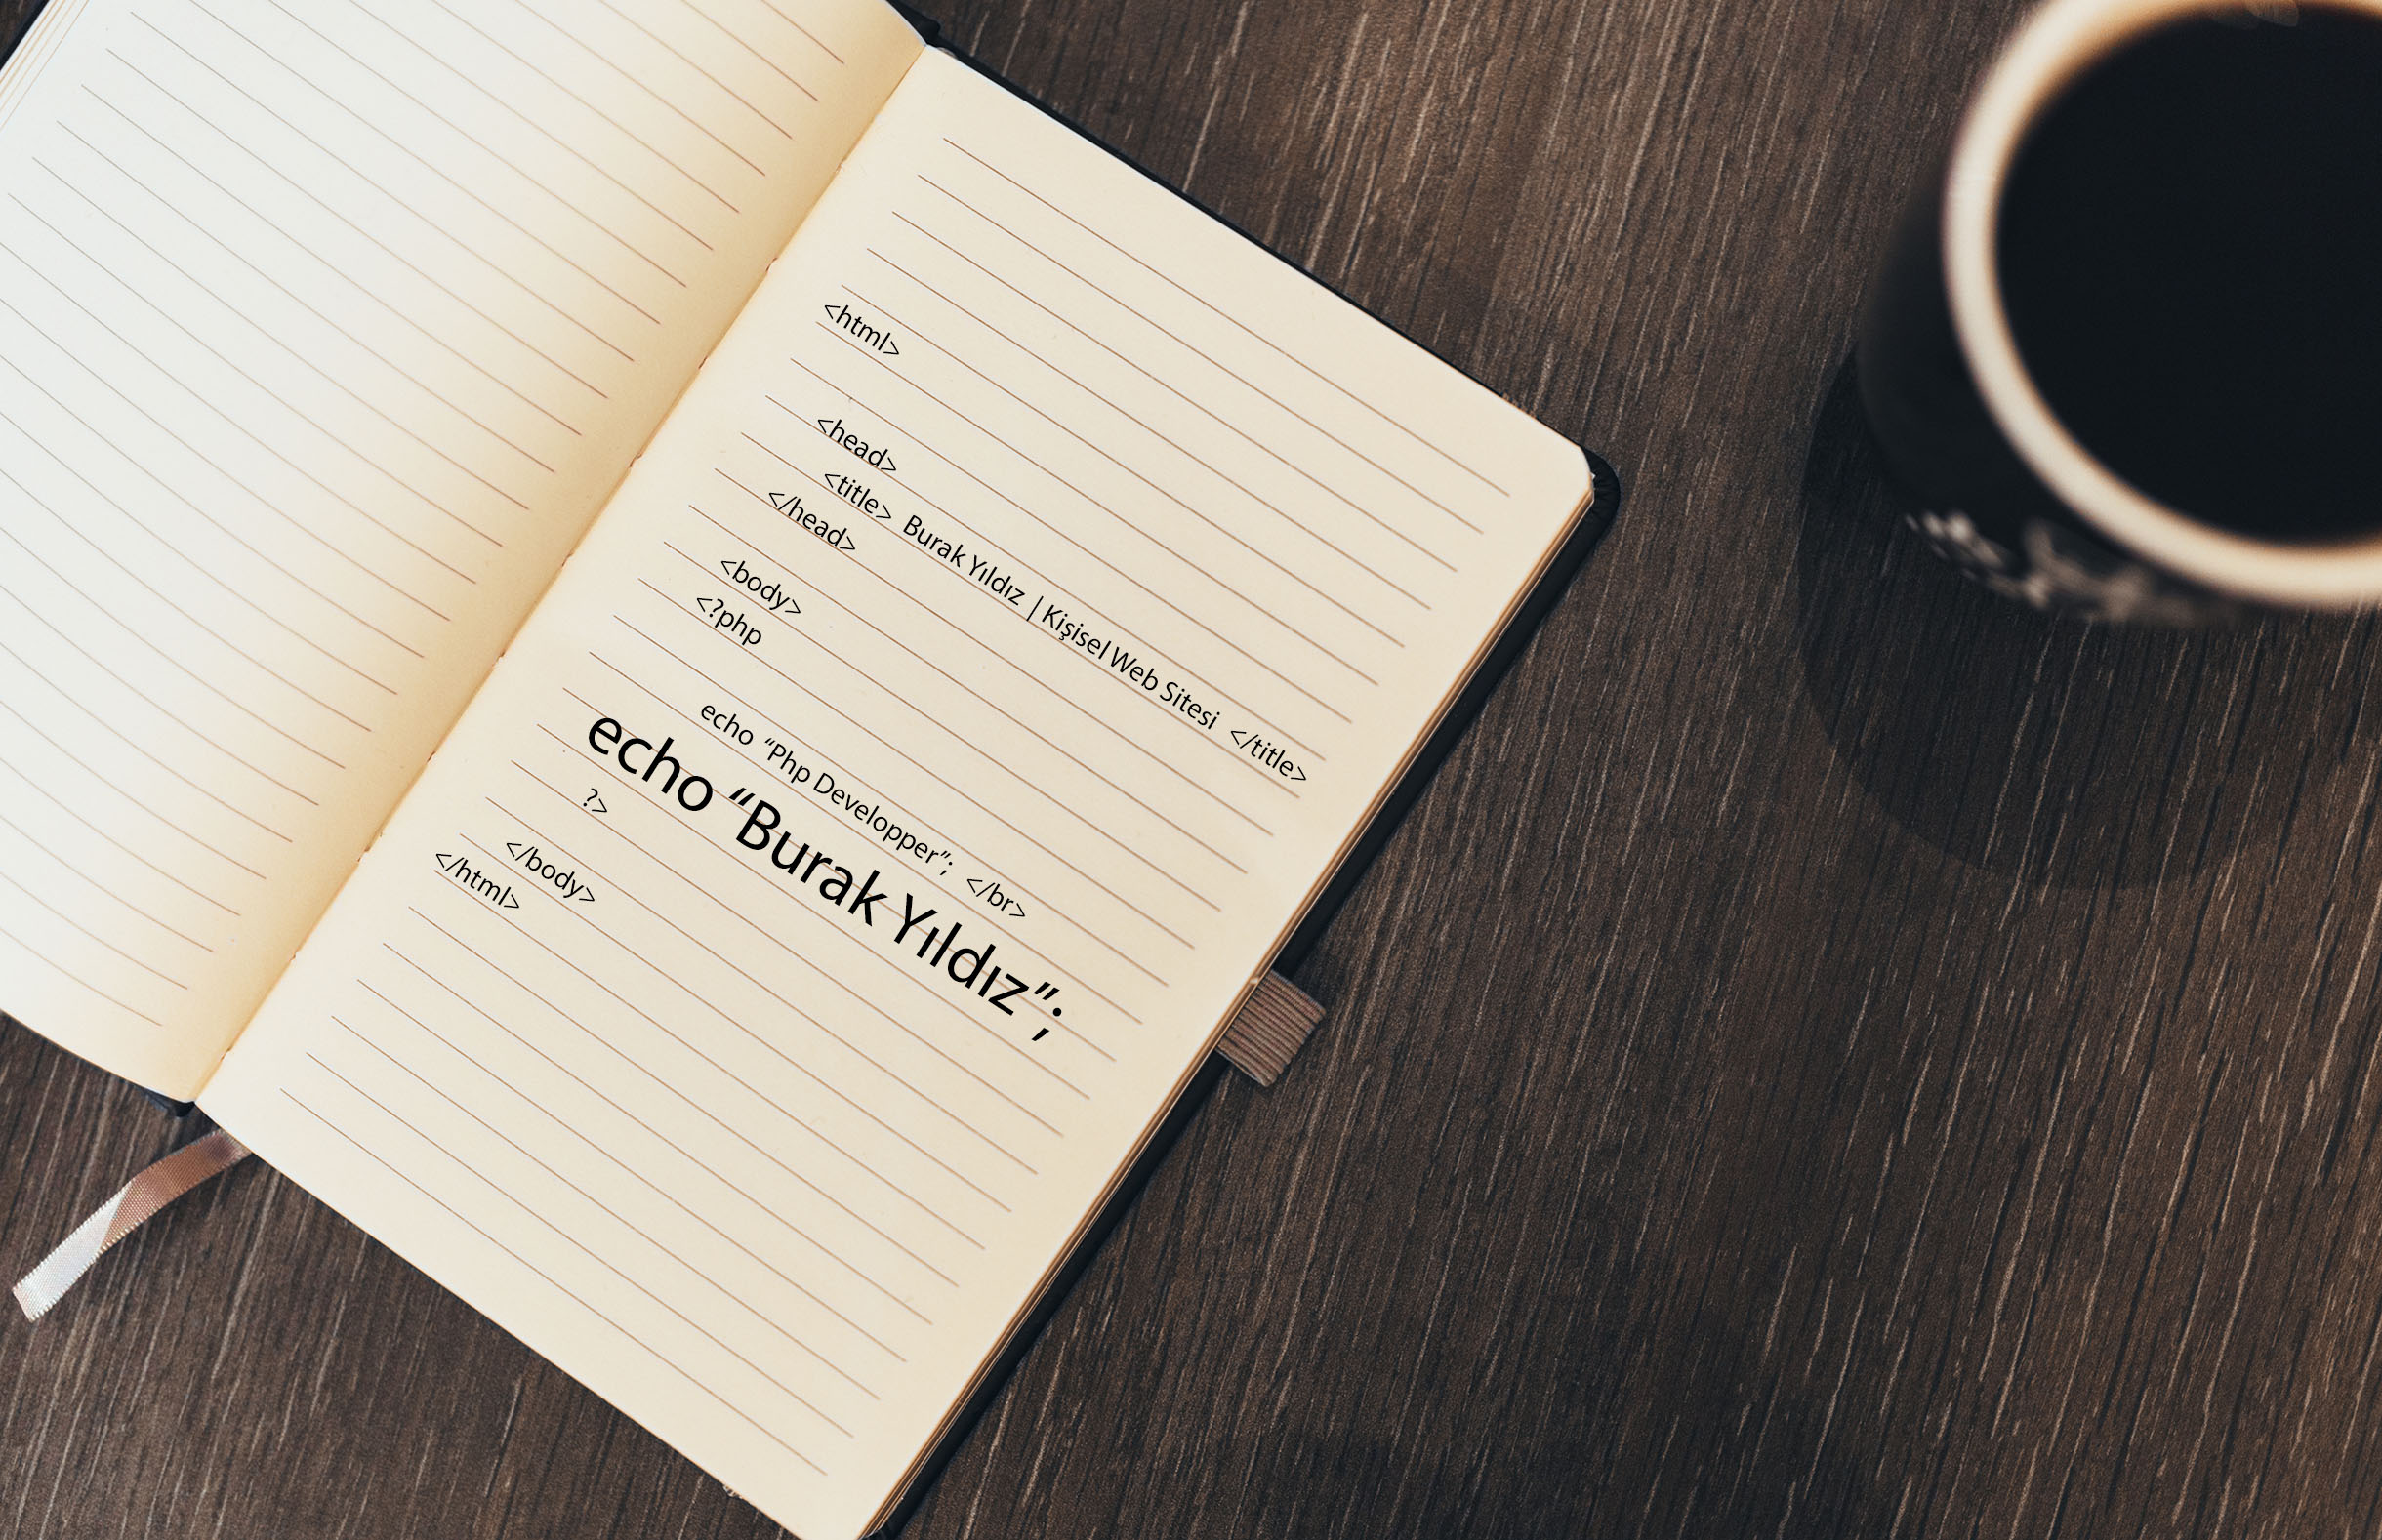 <html>
<head>
<title> Burak Yıldız | Kişisel Web Sitesi </title>
</head>
<body>
<?php
echo “Php Developper”; </br>
echo “Burak Yıldız”;
?>
</body>
</html>